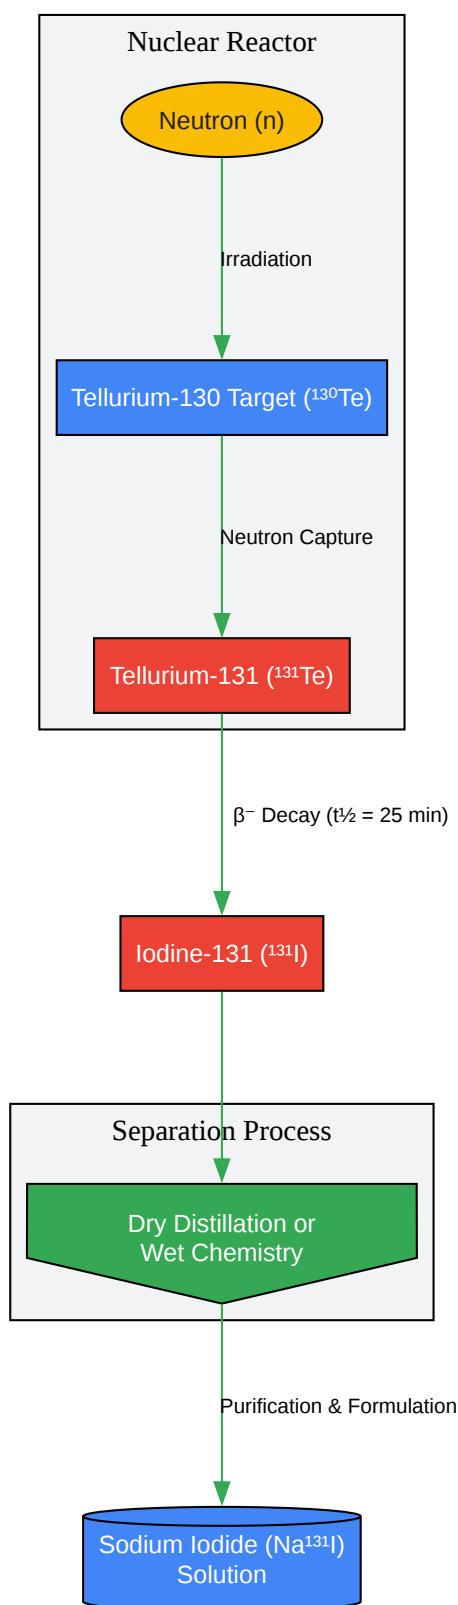 Nuclear Reactor
Neutron (n)
Irradiation
Tellurium-130 Target (¹³⁰Te)
Neutron Capture
Tellurium-131 (¹³¹Te)
β⁻ Decay (t½ = 25 min)
Iodine-131 (¹³¹I)
Separation Process
Dry Distillation or
Wet Chemistry
Purification & Formulation
Sodium Iodide (Na¹³¹I)
Solution